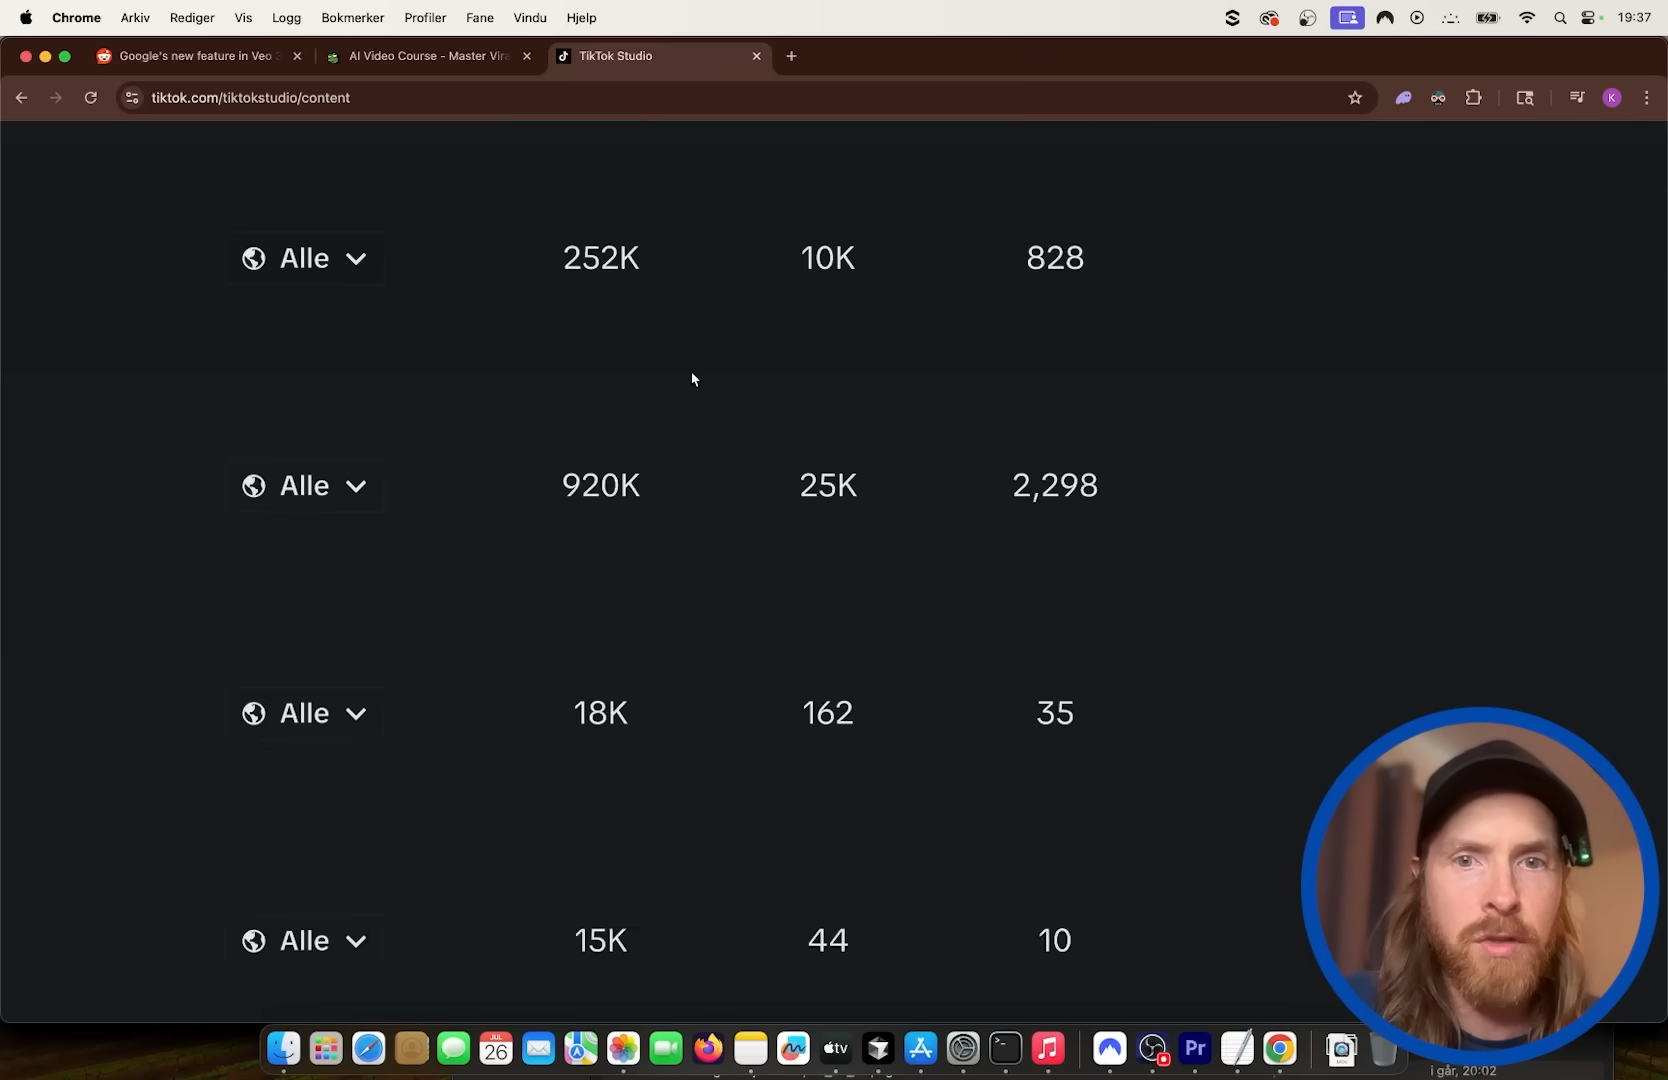 Chrome Arkiv Rediger Vis Logg Bokmerker Profiler Fane Vindu Hjelp 19:37
Google's new feature in Veo AI Video Course - Master Vira TikTok Studio
tiktok.com/tiktokstudio/content K
Alle 252K 10K 828
Alle 920K 25K 2,298
Alle 18K 162 35
Alle 15K 44 10
JUL
26
tv
Pr
i går, 20:02